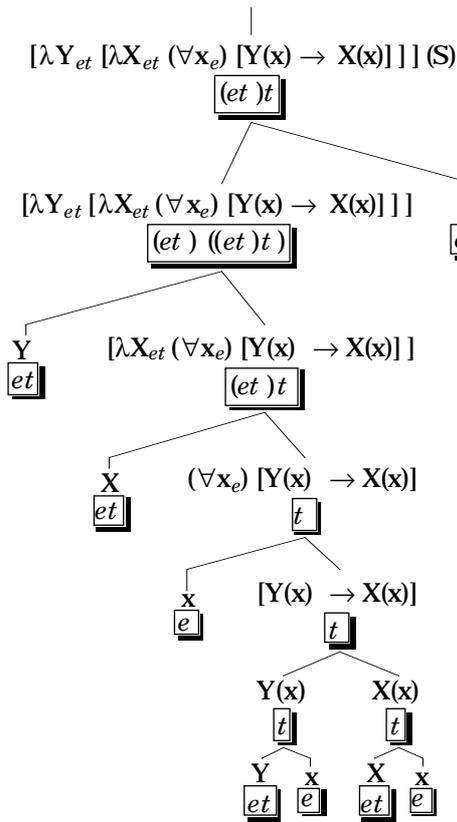 [λY_et [λX_et (∀x_e) [Y(x) → X(x)] ] ] (S)
(et )t
[λY_et [λX_et (∀x_e) [Y(x) → X(x)] ] ]
(et ) ((et )t )
Y [λX_et (∀x_e) [Y(x) → X(x)] ]
et (et )t
X (∀x_e) [Y(x) → X(x)]
et t
x [Y(x) → X(x)]
e t
Y(x) X(x)
t t
Y x X x
et e et e